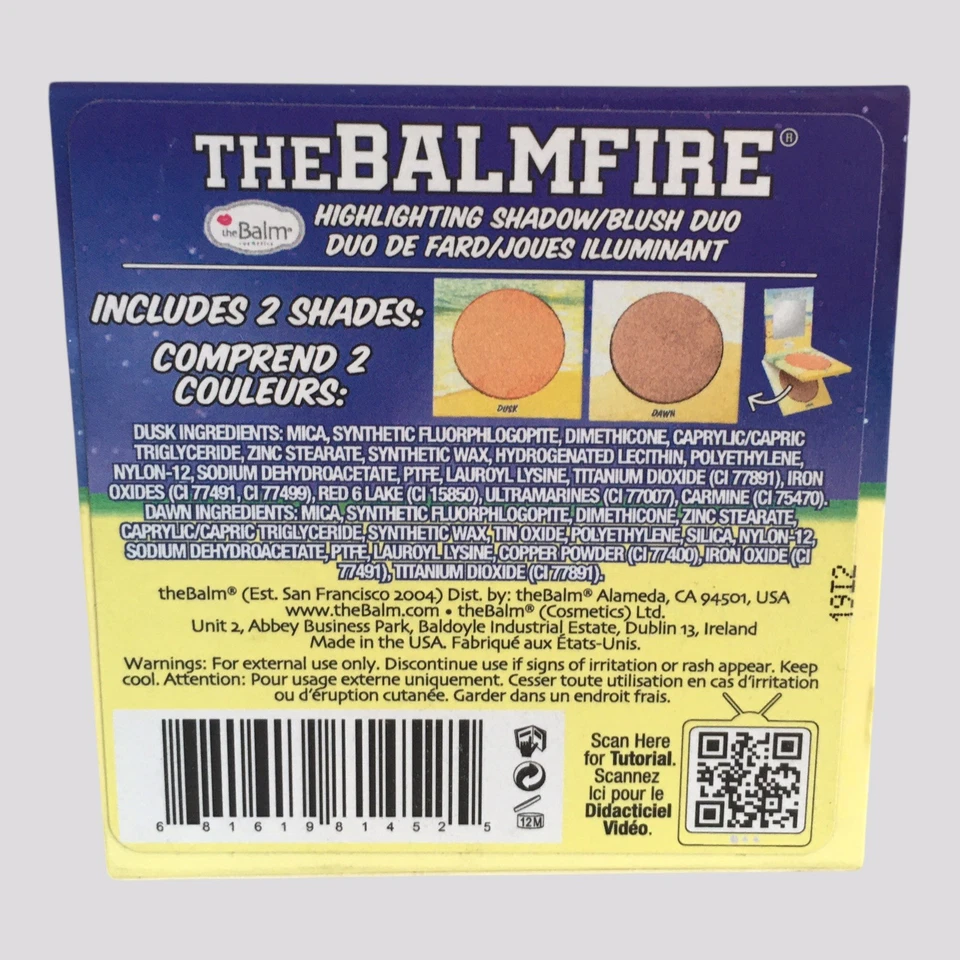 THEBALMFIRE®
theBalm®
cosmetics
HIGHLIGHTING SHADOW/BLUSH DUO
DUO DE FARD/JOUES ILLUMINANT
INCLUDES 2 SHADES:
COMPREND 2
COULEURS:
DUSK
DAWN
DUSK INGREDIENTS: MICA, SYNTHETIC FLUORPHLOGOPITE, DIMETHICONE, CAPRYLIC/CAPRIC
TRIGLYCERIDE, ZINC STEARATE, SYNTHETIC WAX, HYDROGENATED LECITHIN, POLYETHYLENE,
NYLON-12, SODIUM DEHYDROACETATE, PTFE, LAUROYL LYSINE, TITANIUM DIOXIDE (CI 77891), IRON
OXIDES (CI 77491, CI 77499), RED 6 LAKE (CI 15850), ULTRAMARINES (CI 77007), CARMINE (CI 75470).
DAWN INGREDIENTS: MICA, SYNTHETIC FLUORPHLOGOPITE, DIMETHICONE, ZINC STEARATE,
CAPRYLIC/CAPRIC TRIGLYCERIDE, SYNTHETIC WAX, TIN OXIDE, POLYETHYLENE, SILICA, NYLON-12,
SODIUM DEHYDROACETATE, PTFE, LAUROYL LYSINE, COPPER POWDER (CI 77400), IRON OXIDE (CI
77491), TITANIUM DIOXIDE (CI 77891).
theBalm® (Est. San Francisco 2004) Dist. by: theBalm® Alameda, CA 94501, USA
www.theBalm.com • theBalm® (Cosmetics) Ltd.
Unit 2, Abbey Business Park, Baldoyle Industrial Estate, Dublin 13, Ireland
Made in the USA. Fabriqué aux États-Unis.
19T2
Warnings: For external use only. Discontinue use if signs of irritation or rash appear. Keep
cool. Attention: Pour usage externe uniquement. Cesser toute utilisation en cas d'irritation
ou d'éruption cutanée. Garder dans un endroit frais.
6 81619 81452 5
12M
Scan Here
for Tutorial.
Scannez
Ici pour le
Didacticiel
Vidéo.